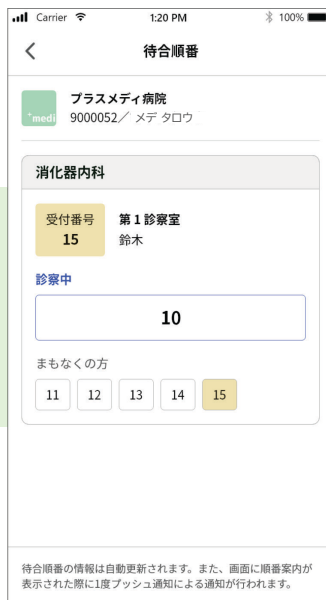 Carrier 1:20 PM 100%
待合順番
プラスメディ病院
+medi 9000052／ メデ タロウ
消化器内科
受付番号 第1診察室
15 鈴木
診察中
10
まもなくの方
11 12 13 14 15
待合順番の情報は自動更新されます。また、画面に順番案内が
表示された際に1度プッシュ通知による通知が行われます。